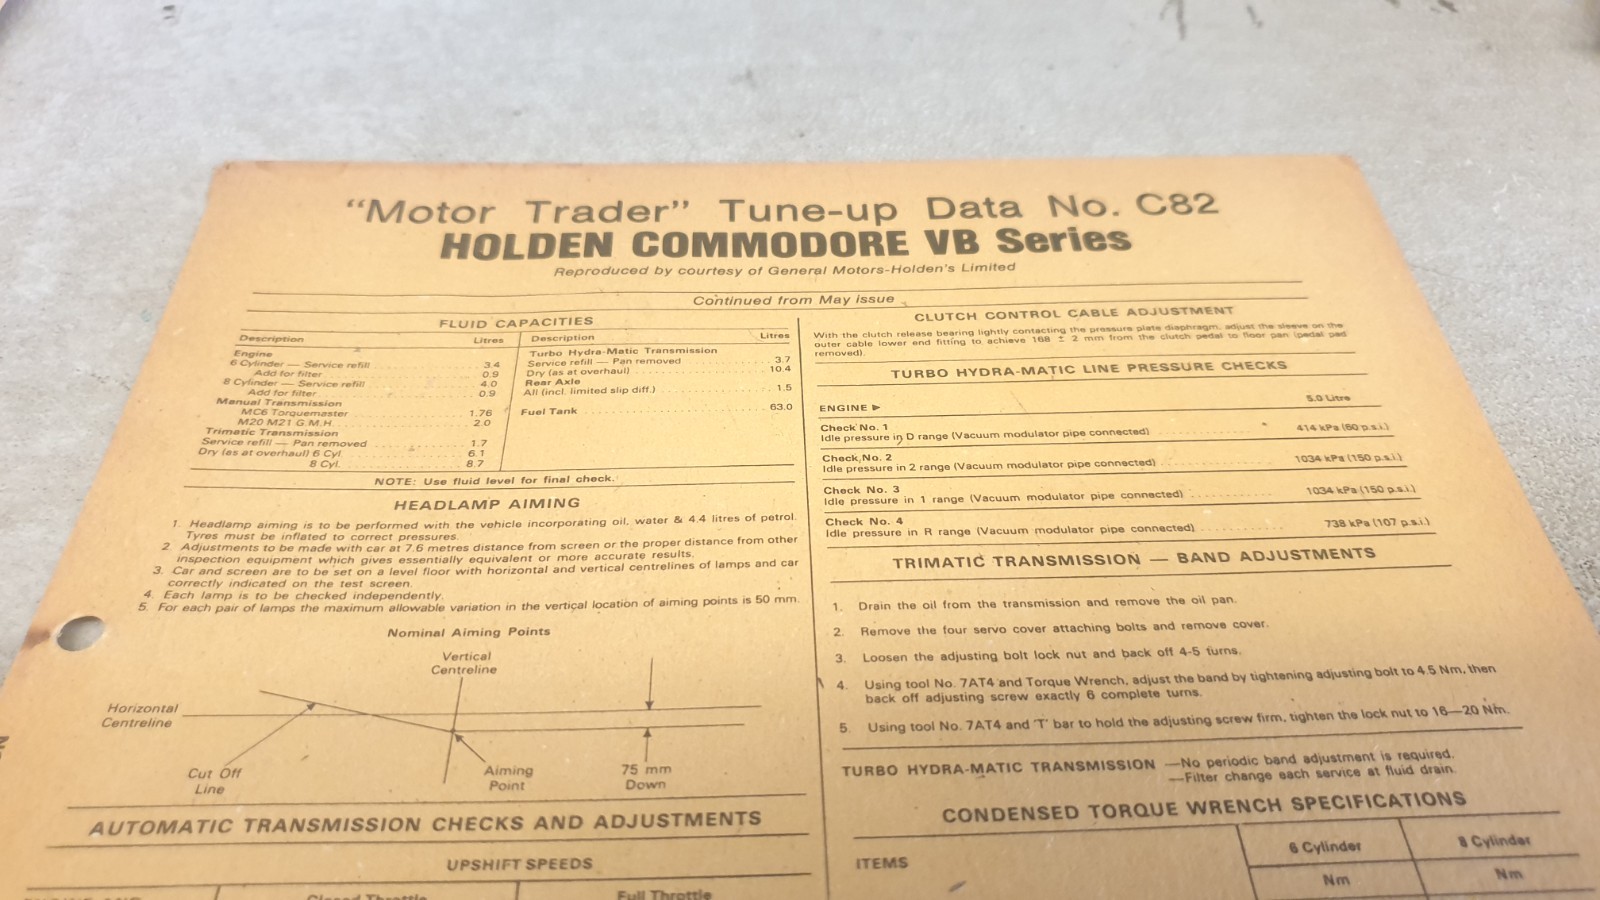 "Motor Trader" Tune-up Data No. C82
HOLDEN COMMODORE VB Series
Reproduced by courtesy of General Motors-Holden's Limited
Continued from May issue
FLUID CAPACITIES
Description Litres
Engine
6 Cylinder — Service refill 3.4
Add for filter 0.9
8 Cylinder — Service refill 4.0
Add for filter 0.9
Manual Transmission
MC6 Torquemaster 1.76
M20 M21 G.M.H. 2.0
Trimatic Transmission
Service refill — Pan removed 1.7
Dry (as at overhaul) 6 Cyl. 6.1
8 Cyl. 8.7
Description Litres
Turbo Hydra-Matic Transmission
Service refill — Pan removed 3.7
Dry (as at overhaul) 10.4
Rear Axle
All (incl. limited slip diff.) 1.5
Fuel Tank 63.0
NOTE: Use fluid level for final check.
HEADLAMP AIMING
1. Headlamp aiming is to be performed with the vehicle incorporating oil, water & 4.4 litres of petrol.
Tyres must be inflated to correct pressures.
2. Adjustments to be made with car at 7.6 metres distance from screen or the proper distance from other
inspection equipment which gives essentially equivalent or more accurate results.
3. Car and screen are to be set on a level floor with horizontal and vertical centrelines of lamps and car
correctly indicated on the test screen.
4. Each lamp is to be checked independently.
5. For each pair of lamps the maximum allowable variation in the vertical location of aiming points is 50 mm.
Nominal Aiming Points
Vertical
Centreline
Horizontal
Centreline
Cut Off
Line
Aiming
Point
75 mm
Down
AUTOMATIC TRANSMISSION CHECKS AND ADJUSTMENTS
UPSHIFT SPEEDS
Closed Throttle Full Throttle
CLUTCH CONTROL CABLE ADJUSTMENT
With the clutch release bearing lightly contacting the pressure plate diaphragm, adjust the sleeve on the
outer cable lower end fitting to achieve 168 ± 2 mm from the clutch pedal to floor pan (pedal pad
removed).
TURBO HYDRA-MATIC LINE PRESSURE CHECKS
ENGINE ► 5.0 Litre
Check No. 1
Idle pressure in D range (Vacuum modulator pipe connected) 414 kPa (60 p.s.i.)
Check No. 2
Idle pressure in 2 range (Vacuum modulator pipe connected) 1034 kPa (150 p.s.i.)
Check No. 3
Idle pressure in 1 range (Vacuum modulator pipe connected) 1034 kPa (150 p.s.i.)
Check No. 4
Idle pressure in R range (Vacuum modulator pipe connected) 738 kPa (107 p.s.i.)
TRIMATIC TRANSMISSION — BAND ADJUSTMENTS
1. Drain the oil from the transmission and remove the oil pan.
2. Remove the four servo cover attaching bolts and remove cover.
3. Loosen the adjusting bolt lock nut and back off 4-5 turns.
4. Using tool No. 7AT4 and Torque Wrench, adjust the band by tightening adjusting bolt to 4.5 Nm, then
back off adjusting screw exactly 6 complete turns.
5. Using tool No. 7AT4 and 'T' bar to hold the adjusting screw firm, tighten the lock nut to 16—20 Nm.
TURBO HYDRA-MATIC TRANSMISSION —No periodic band adjustment is required.
—Filter change each service at fluid drain.
CONDENSED TORQUE WRENCH SPECIFICATIONS
ITEMS 6 Cylinder 8 Cylinder
Nm Nm